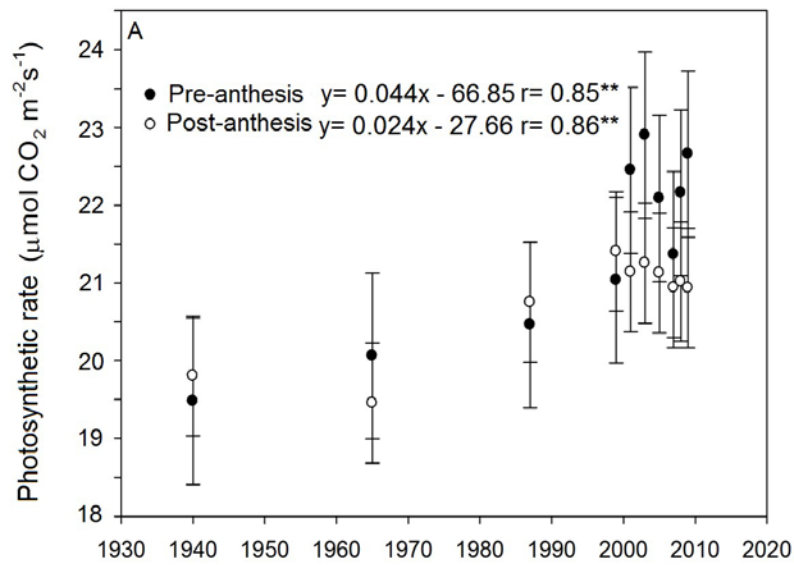 A
Pre-anthesis y= 0.044x - 66.85 r= 0.85**
Post-anthesis y= 0.024x - 27.66 r= 0.86**
Photosynthetic rate (μmol CO₂ m⁻²s⁻¹)
24
23
22
21
20
19
18
1930 1940 1950 1960 1970 1980 1990 2000 2010 2020